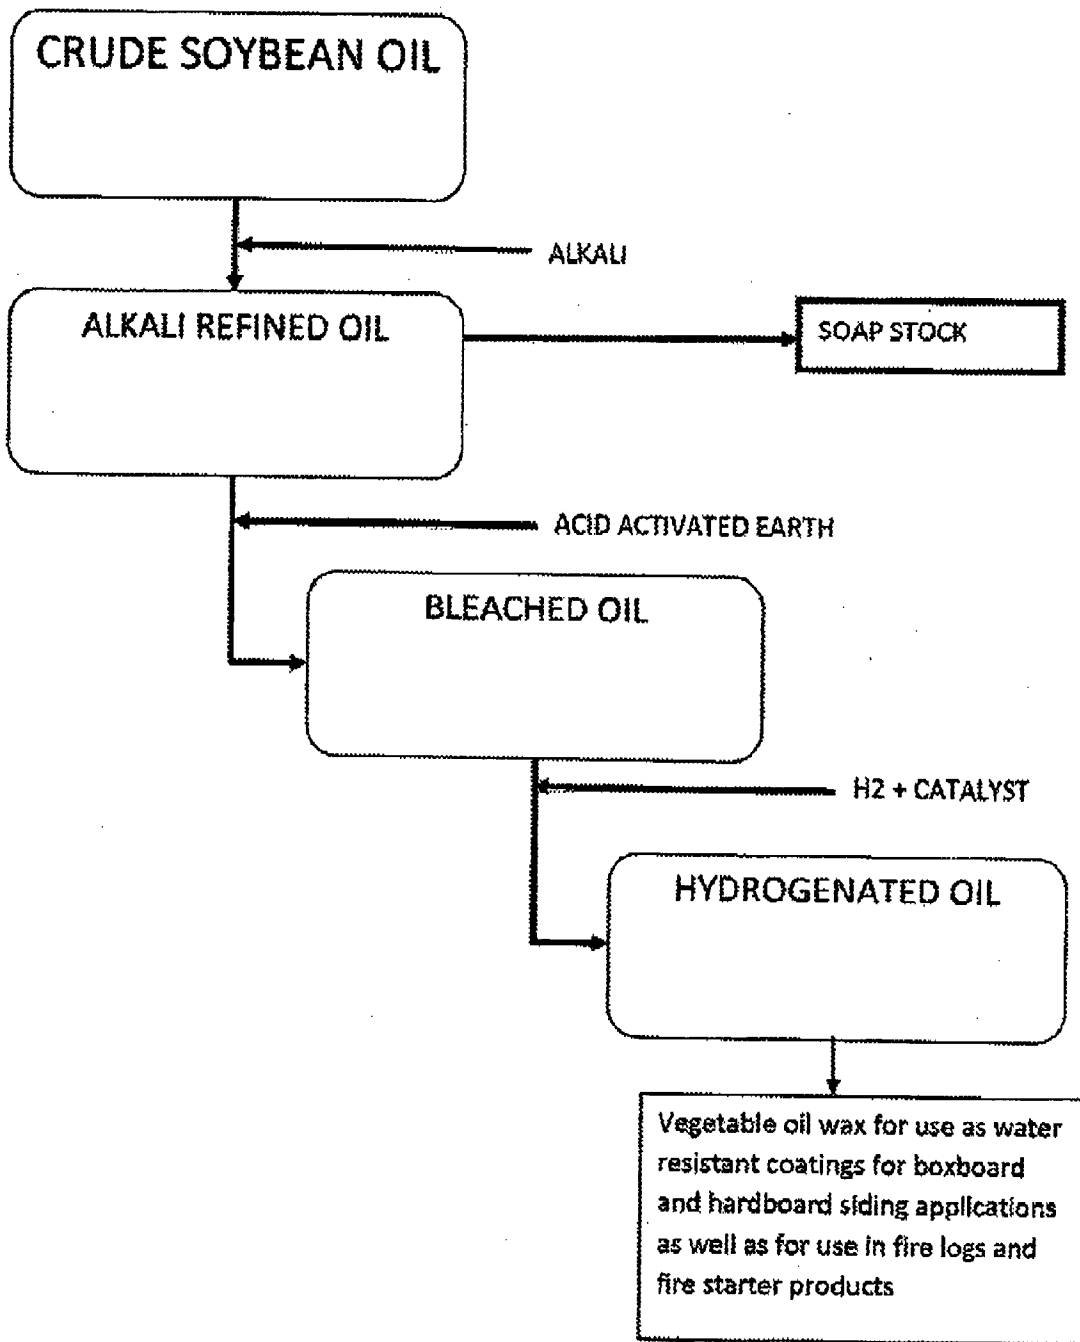 CRUDE SOYBEAN OIL
ALKALI
ALKALI REFINED OIL
SOAP STOCK
ACID ACTIVATED EARTH
BLEACHED OIL
H2 + CATALYST
HYDROGENATED OIL
Vegetable oil wax for use as water
resistant coatings for boxboard
and hardboard siding applications
as well as for use in fire logs and
fire starter products